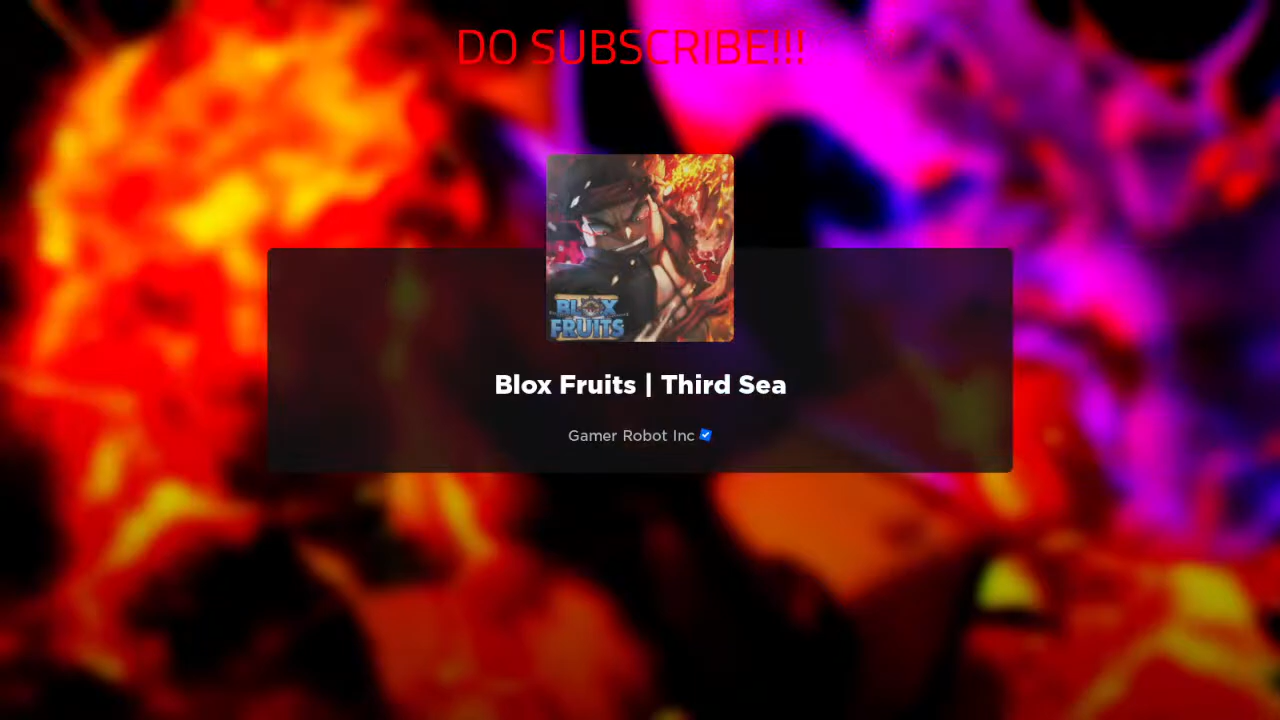 DO SUBSCRIBE!!!
BLOX
FRUITS
Blox Fruits | Third Sea
Gamer Robot Inc